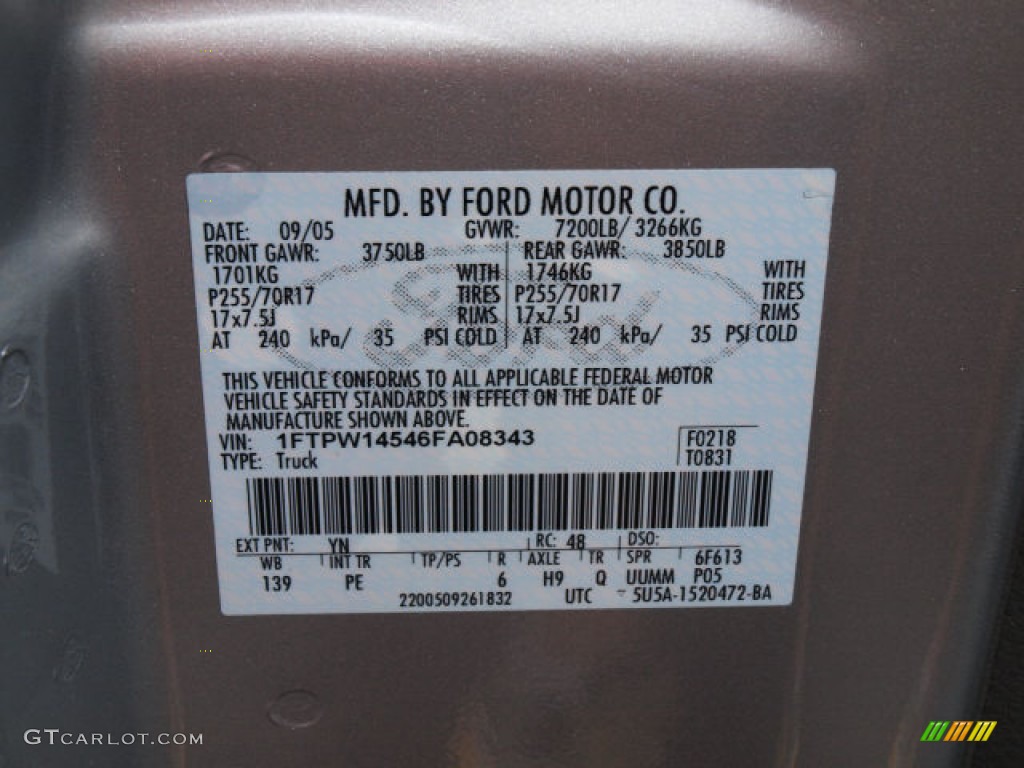 MFD. BY FORD MOTOR CO.
DATE: 09/05 GVWR: 7200LB/ 3266KG
FRONT GAWR: 3750LB REAR GAWR: 3850LB
1701KG WITH 1746KG WITH
P255/70R17 TIRES P255/70R17 TIRES
17x7.5J RIMS 17x7.5J RIMS
AT 240 kPa/ 35 PSI COLD AT 240 kPa/ 35 PSI COLD
Ford
THIS VEHICLE CONFORMS TO ALL APPLICABLE FEDERAL MOTOR
VEHICLE SAFETY STANDARDS IN EFFECT ON THE DATE OF
MANUFACTURE SHOWN ABOVE.
VIN: 1FTPW14546FA08343 F0218
TYPE: Truck T0831
EXT PNT: YN RC: 48 DSO:
WB INT TR TP/PS R AXLE TR SPR 6F613
139 PE 6 H9 Q UUMM P05
2200509261832 UTC 5U5A-1520472-BA
GTCARLOT.COM